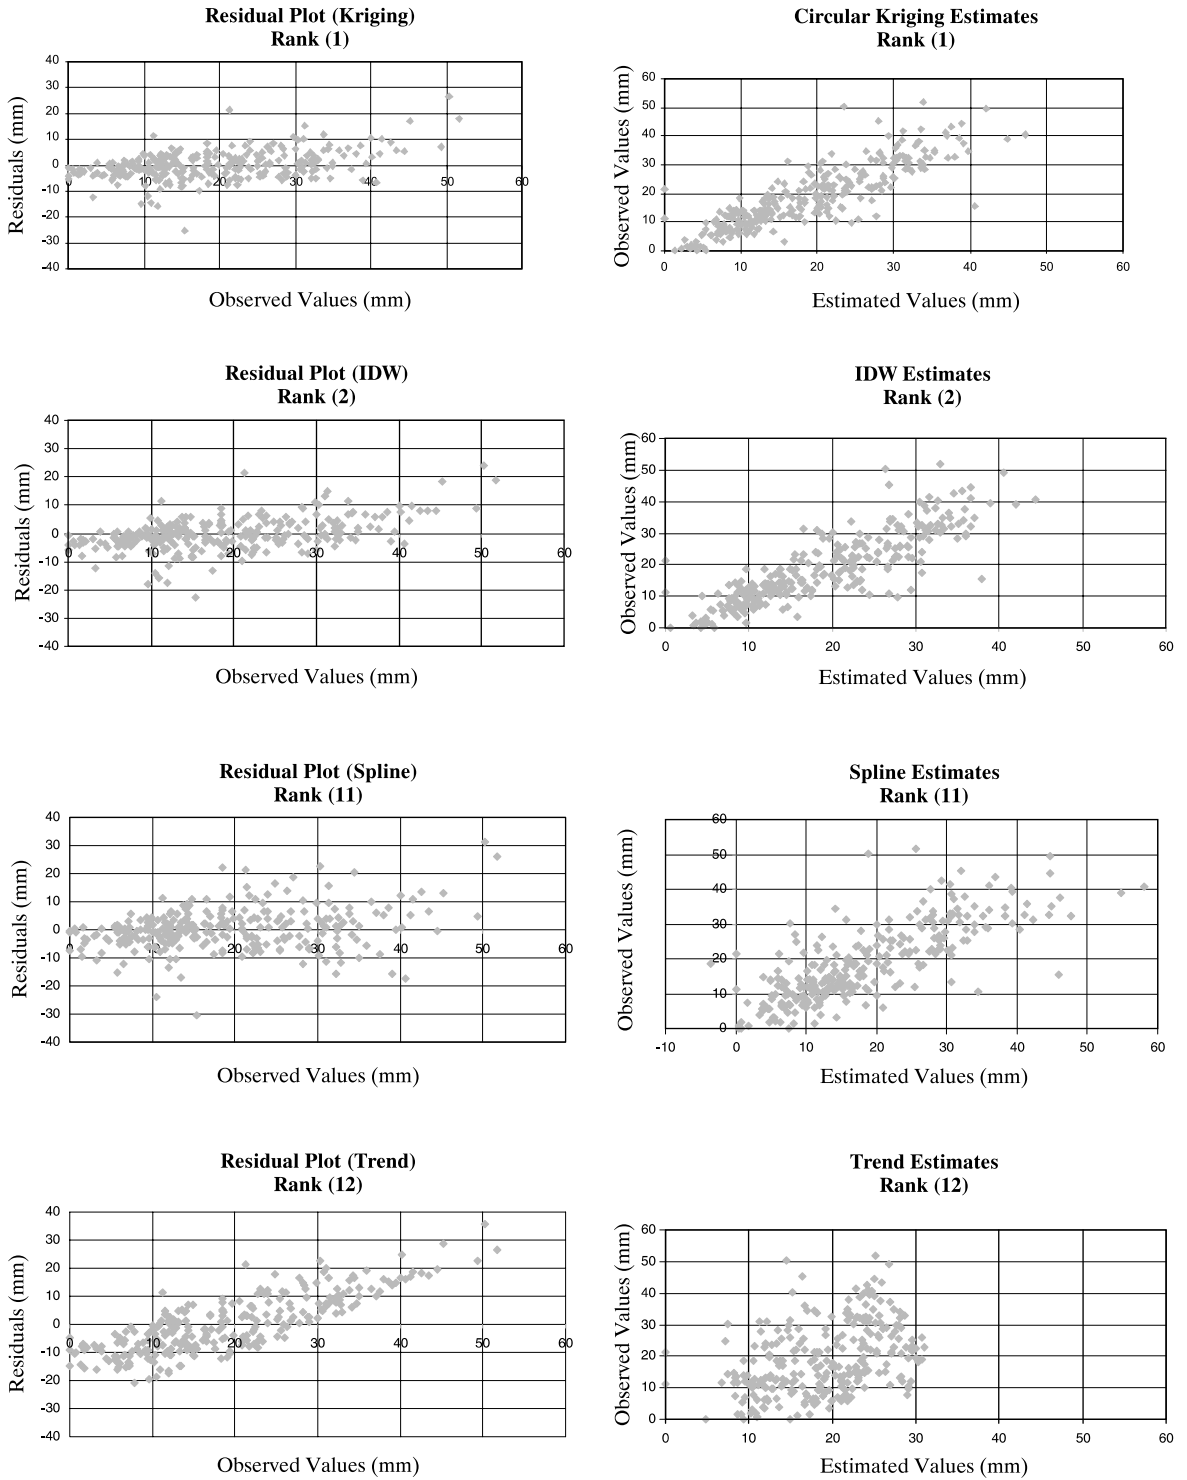 Residual Plot (Kriging)
Rank (1)
40
30
20
10
0
-10
-20
-30
-40
0 10 20 30 40 50 60
Residuals (mm)
Observed Values (mm)
Circular Kriging Estimates
Rank (1)
60
50
40
30
20
10
0
0 10 20 30 40 50 60
Observed Values (mm)
Estimated Values (mm)
Residual Plot (IDW)
Rank (2)
40
30
20
10
0
-10
-20
-30
-40
0 10 20 30 40 50 60
Residuals (mm)
Observed Values (mm)
IDW Estimates
Rank (2)
60
50
40
30
20
10
0
0 10 20 30 40 50 60
Observed Values (mm)
Estimated Values (mm)
Residual Plot (Spline)
Rank (11)
40
30
20
10
0
-10
-20
-30
-40
0 10 20 30 40 50 60
Residuals (mm)
Observed Values (mm)
Spline Estimates
Rank (11)
60
50
40
30
20
10
0
-10 0 10 20 30 40 50 60
Observed Values (mm)
Estimated Values (mm)
Residual Plot (Trend)
Rank (12)
40
30
20
10
0
-10
-20
-30
-40
0 10 20 30 40 50 60
Residuals (mm)
Observed Values (mm)
Trend Estimates
Rank (12)
60
50
40
30
20
10
0
0 10 20 30 40 50 60
Observed Values (mm)
Estimated Values (mm)